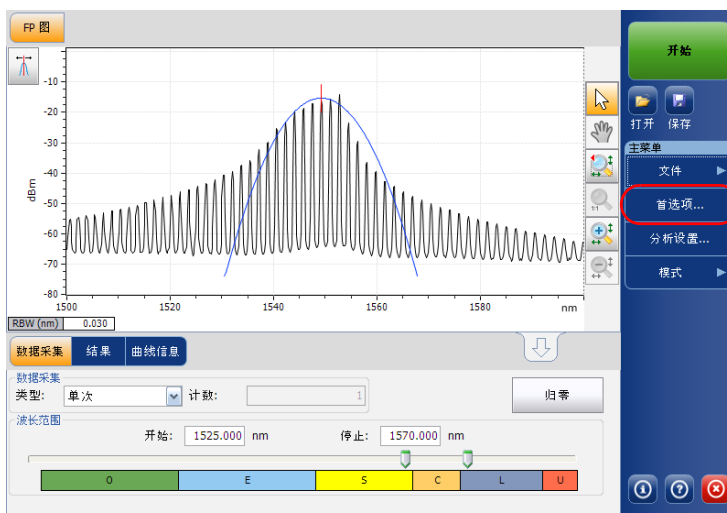 FP 图
-10
-20
-30
-40
-50
-60
-70
-80
dBm
1500 1520 1540 1560 1580 nm
RBW (nm) 0.030
1:1
数据采集 结果 曲线信息
数据采集
类型: 单次 计数: 1 归零
波长范围
开始: 1525.000 nm 停止: 1570.000 nm
O E S C L U
开始
打开 保存
主菜单
文件
首选项...
分析设置...
模式